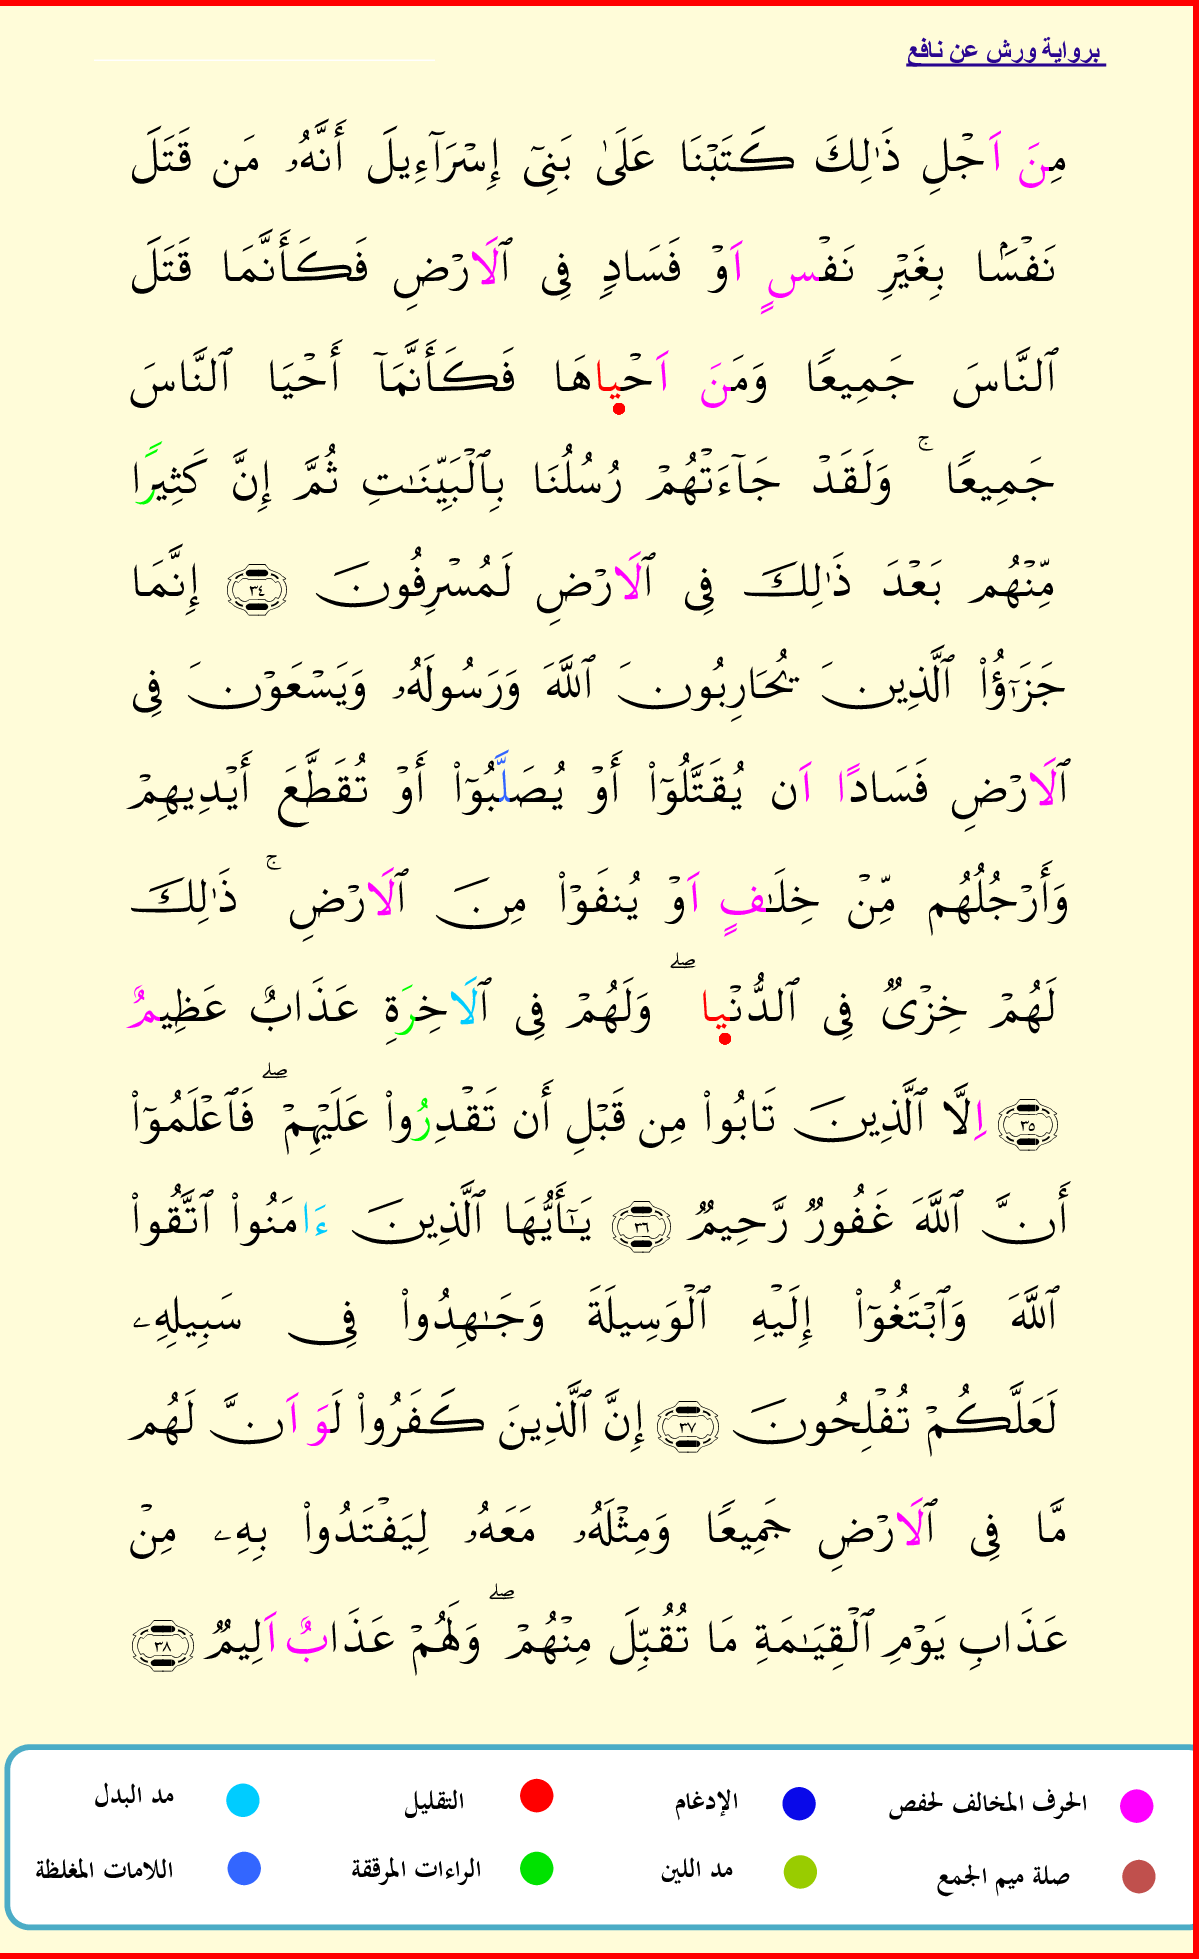 برواية ورش عن نافع
مِنَ اَجْلِ ذَٰلِكَ كَتَبْنَا عَلَىٰ بَنِىٓ إِسْرَآءِيلَ أَنَّهُۥ مَن قَتَلَ
نَفْسًۢا بِغَيْرِ نَفْسٍ اَوْ فَسَادٖ فِى ٱلَارْضِ فَكَأَنَّمَا قَتَلَ
ٱلنَّاسَ جَمِيعًا وَمَنَ اَحْياهَا فَكَأَنَّمَآ أَحْيَا ٱلنَّاسَ
جَمِيعًا ۚ وَلَقَدْ جَآءَتْهُمْ رُسُلُنَا بِٱلْبَيِّنَٰتِ ثُمَّ إِنَّ كَثِيرًا
مِّنْهُم بَعْدَ ذَٰلِكَ فِى ٱلَارْضِ لَمُسْرِفُونَ ٣٤ إِنَّمَا
جَزَٰٓؤُا۟ ٱلَّذِينَ يُحَارِبُونَ ٱللَّهَ وَرَسُولَهُۥ وَيَسْعَوْنَ فِى
ٱلَارْضِ فَسَادًا اَن يُقَتَّلُوٓا۟ أَوْ يُصَلَّبُوٓا۟ أَوْ تُقَطَّعَ أَيْدِيهِمْ
وَأَرْجُلُهُم مِّنْ خِلَٰفٍ اَوْ يُنفَوْا۟ مِنَ ٱلَارْضِ ۚ ذَٰلِكَ
لَهُمْ خِزْىٌ فِى ٱلدُّنْيا ۖ وَلَهُمْ فِى ٱلَاخِرَةِ عَذَابٌ عَظِيمٌ
٣٥ اِلَّا ٱلَّذِينَ تَابُوا۟ مِن قَبْلِ أَن تَقْدِرُوا۟ عَلَيْهِمْ ۖ فَٱعْلَمُوٓا۟
أَنَّ ٱللَّهَ غَفُورٌ رَّحِيمٌ ٣٦ يَٰٓأَيُّهَا ٱلَّذِينَ ءَامَنُوا۟ ٱتَّقُوا۟
ٱللَّهَ وَٱبْتَغُوٓا۟ إِلَيْهِ ٱلْوَسِيلَةَ وَجَٰهِدُوا۟ فِى سَبِيلِهِۦ
لَعَلَّكُمْ تُفْلِحُونَ ٣٧ إِنَّ ٱلَّذِينَ كَفَرُوا۟ لَوَ اَنَّ لَهُم
مَّا فِى ٱلَارْضِ جَمِيعًا وَمِثْلَهُۥ مَعَهُۥ لِيَفْتَدُوا۟ بِهِۦ مِنْ
عَذَابِ يَوْمِ ٱلْقِيَٰمَةِ مَا تُقُبِّلَ مِنْهُمْ ۖ وَلَهُمْ عَذَابٌ اَلِيمٌ ٣٨
الحرف المخالف لحفص الإدغام التقليل مد البدل
صلة ميم الجمع مد اللين الراءات المرققة اللامات المغلظة